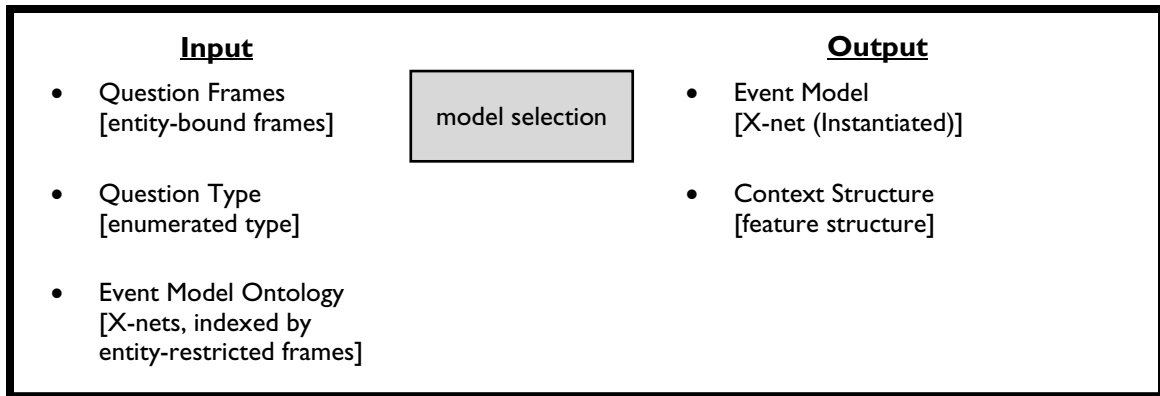 Input
• Question Frames
[entity-bound frames]
• Question Type
[enumerated type]
• Event Model Ontology
[X-nets, indexed by
entity-restricted frames]
model selection
Output
• Event Model
[X-net (Instantiated)]
• Context Structure
[feature structure]